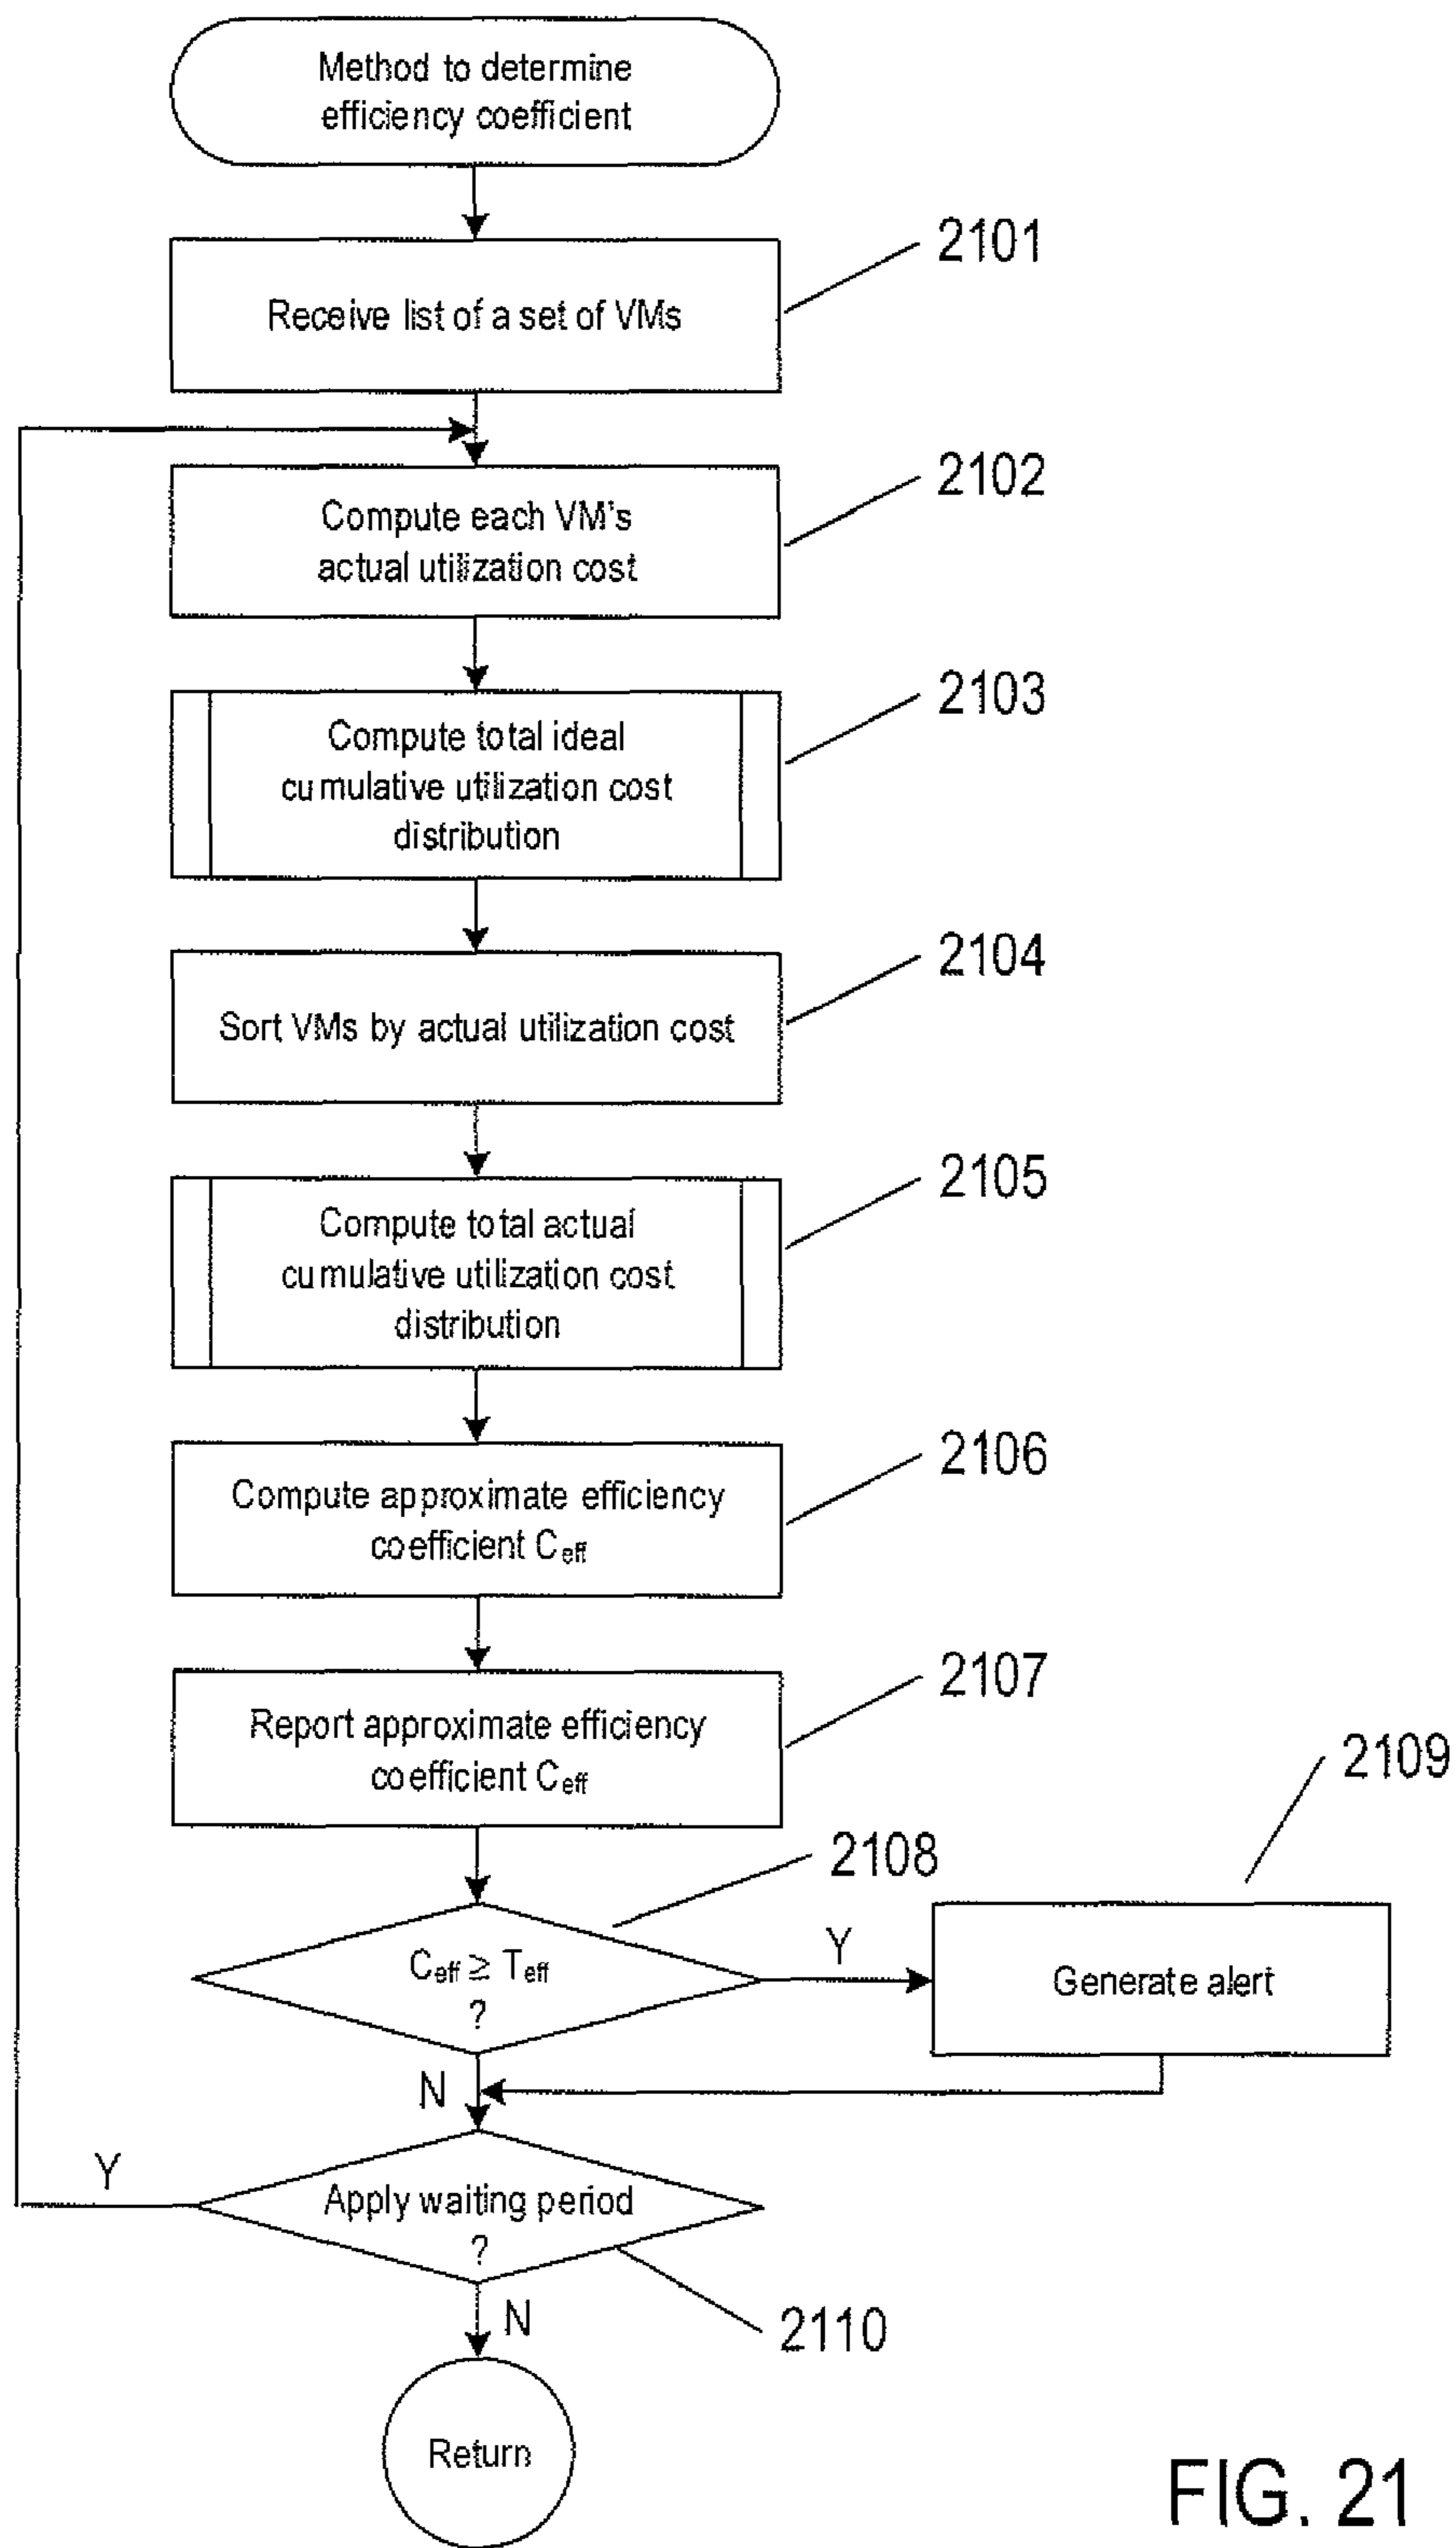 Method to determine
efficiency coefficient
2101
Receive list of a set of VMs
2102
Compute each VM's
actual utilization cost
2103
Compute total ideal
cumulative utilization cost
distribution
2104
Sort VMs by actual utilization cost
2105
Compute total actual
cumulative utilization cost
distribution
2106
Compute approximate efficiency
coefficient Ceff
2107
Report approximate efficiency
coefficient Ceff
2109
2108
Ceff ≥ Teff
?
Y
Generate alert
N
Y
Apply waiting period
?
N
2110
Return
FIG. 21